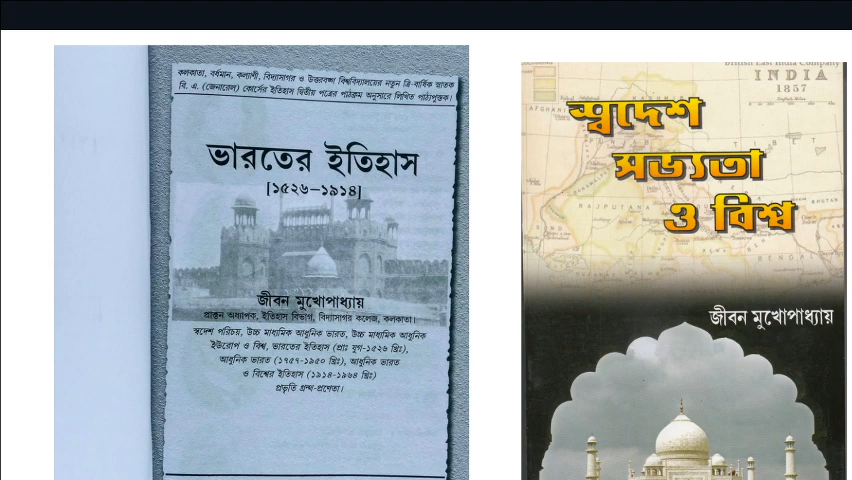 কলকাতা, বর্ধমান, কল্যাণী, বিদ্যাসাগর ও উত্তরবঙ্গ বিশ্ববিদ্যালয়ের নতুন ত্রি-বার্ষিক স্নাতক
বি. এ. (জেনারেল) কোর্সের ইতিহাস দ্বিতীয় পত্রের পাঠক্রম অনুসারে লিখিত পাঠ্যপুস্তক।
ভারতের ইতিহাস
[১৫২৬–১৯১৪]
জীবন মুখোপাধ্যায়
প্রাক্তন অধ্যাপক, ইতিহাস বিভাগ, বিদ্যাসাগর কলেজ, কলকাতা।
স্বদেশ পরিচয়, উচ্চ মাধ্যমিক আধুনিক ভারত, উচ্চ মাধ্যমিক আধুনিক
ইউরোপ ও বিশ্ব, ভারতের ইতিহাস (প্রাঃ যুগ-১৫২৬ খ্রিঃ),
আধুনিক ভারত (১৭৫৭-১৯৫০ খ্রিঃ), আধুনিক ভারত
ও বিশ্বের ইতিহাস (১৯১৪-১৯৬৪ খ্রিঃ)
প্রভৃতি গ্রন্থ-প্রণেতা।
British East India Company
INDIA
1857
স্বদেশ
সভ্যতা
ও বিশ্ব
RAJPUTANA
জীবন মুখোপাধ্যায়